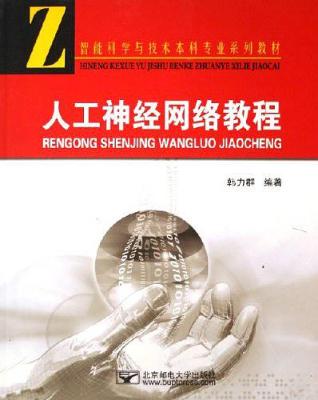 Z
智能科学与技术本科专业系列教材
HINENG KEXUE YU JISHU BENKE ZHUANYE XILIE JIAOCAI
人工神经网络教程
RENGONG SHENJING WANGLUO JIAOCHENG
韩力群 编著
北京邮电大学出版社
www.buptpress.com